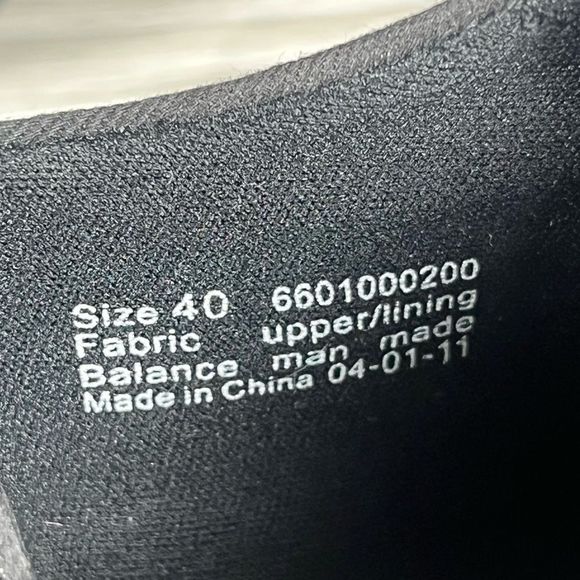 Size 40 6601000200
Fabric upper/lining
Balance man made
Made in China 04-01-11